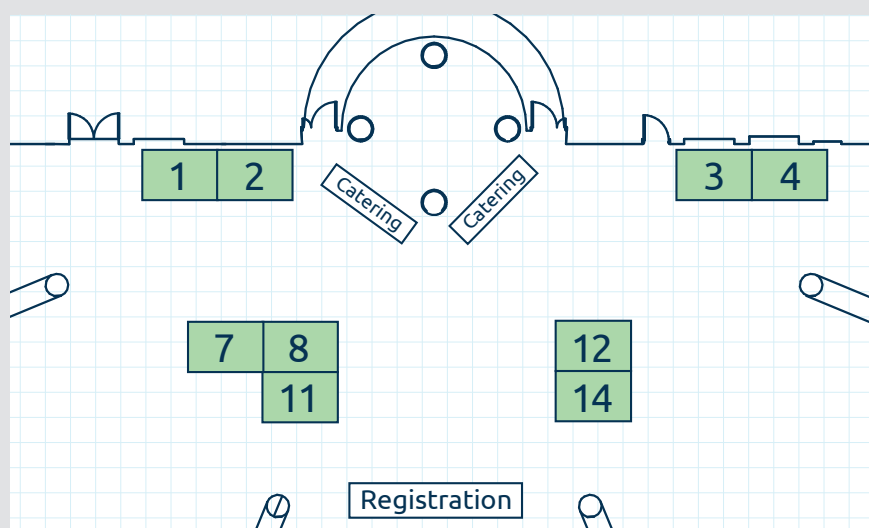 1 2
Catering
Catering
3 4
7 8
11
12
14
Registration